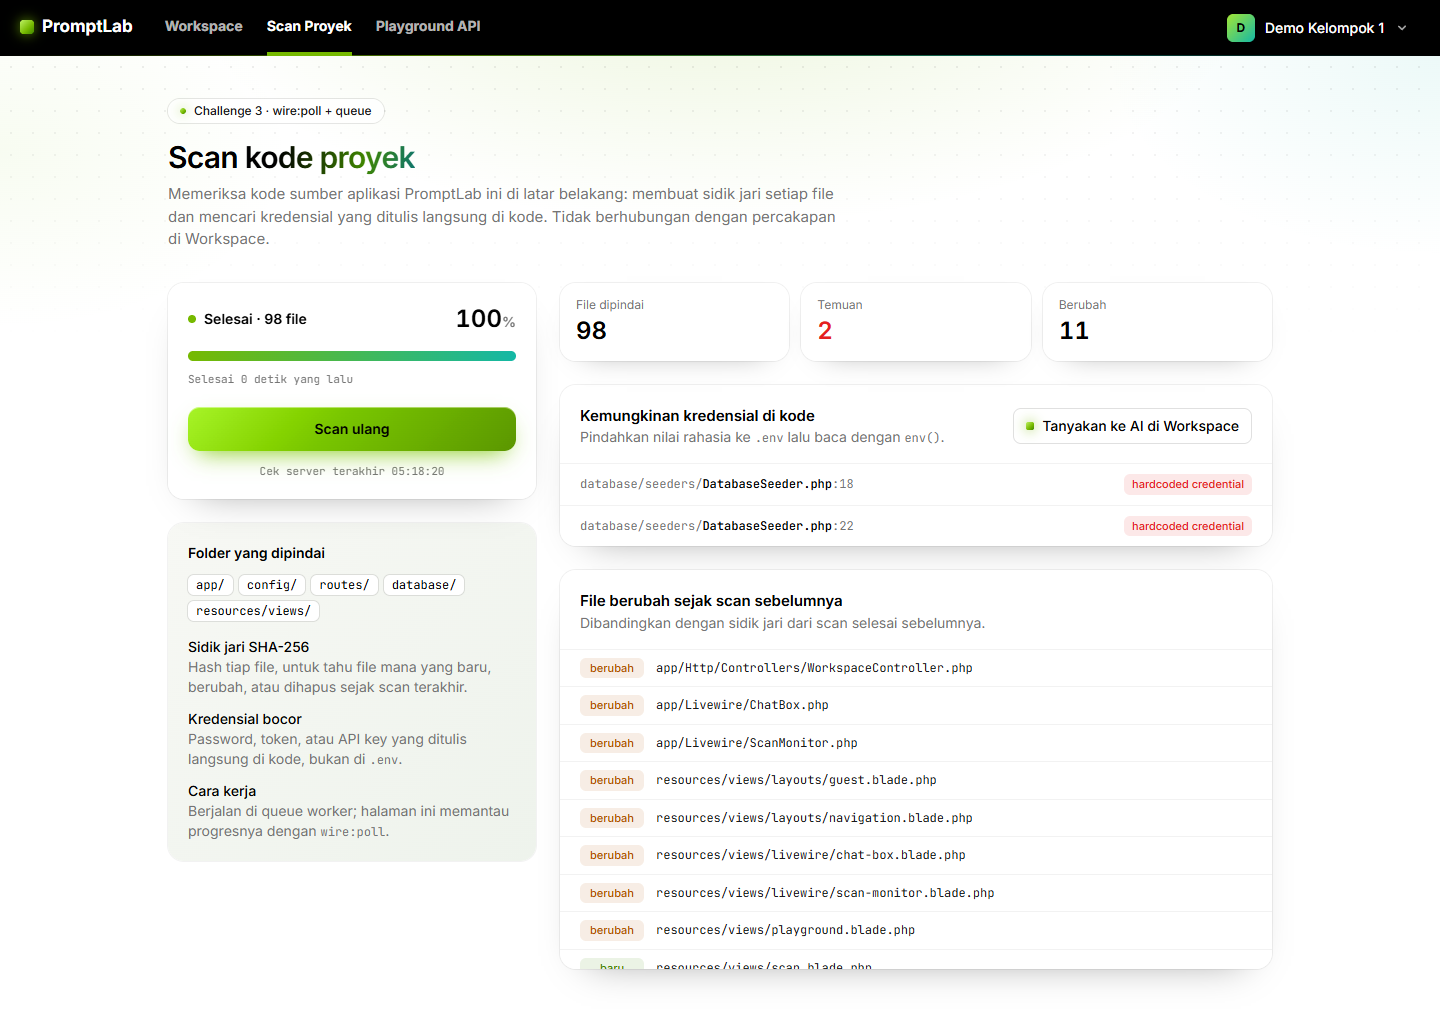 PromptLab
Workspace
Scan Proyek
Playground API
D
Demo Kelompok 1
Challenge 3 · wire:poll + queue
Scan kode proyek
Memeriksa kode sumber aplikasi PromptLab ini di latar belakang: membuat sidik jari setiap file
dan mencari kredensial yang ditulis langsung di kode. Tidak berhubungan dengan percakapan
di Workspace.
Selesai · 98 file
100%
Selesai 0 detik yang lalu
Scan ulang
Cek server terakhir 05:18:20
Folder yang dipindai
app/
config/
routes/
database/
resources/views/
Sidik jari SHA-256
Hash tiap file, untuk tahu file mana yang baru,
berubah, atau dihapus sejak scan terakhir.
Kredensial bocor
Password, token, atau API key yang ditulis
langsung di kode, bukan di .env.
Cara kerja
Berjalan di queue worker; halaman ini memantau
progresnya dengan wire:poll.
File dipindai
98
Temuan
2
Berubah
11
Kemungkinan kredensial di kode
Pindahkan nilai rahasia ke .env lalu baca dengan env().
Tanyakan ke AI di Workspace
database/seeders/DatabaseSeeder.php:18
hardcoded credential
database/seeders/DatabaseSeeder.php:22
hardcoded credential
File berubah sejak scan sebelumnya
Dibandingkan dengan sidik jari dari scan selesai sebelumnya.
berubah app/Http/Controllers/WorkspaceController.php
berubah app/Livewire/ChatBox.php
berubah app/Livewire/ScanMonitor.php
berubah resources/views/layouts/guest.blade.php
berubah resources/views/layouts/navigation.blade.php
berubah resources/views/livewire/chat-box.blade.php
berubah resources/views/livewire/scan-monitor.blade.php
berubah resources/views/playground.blade.php
baru resources/views/scan.blade.php